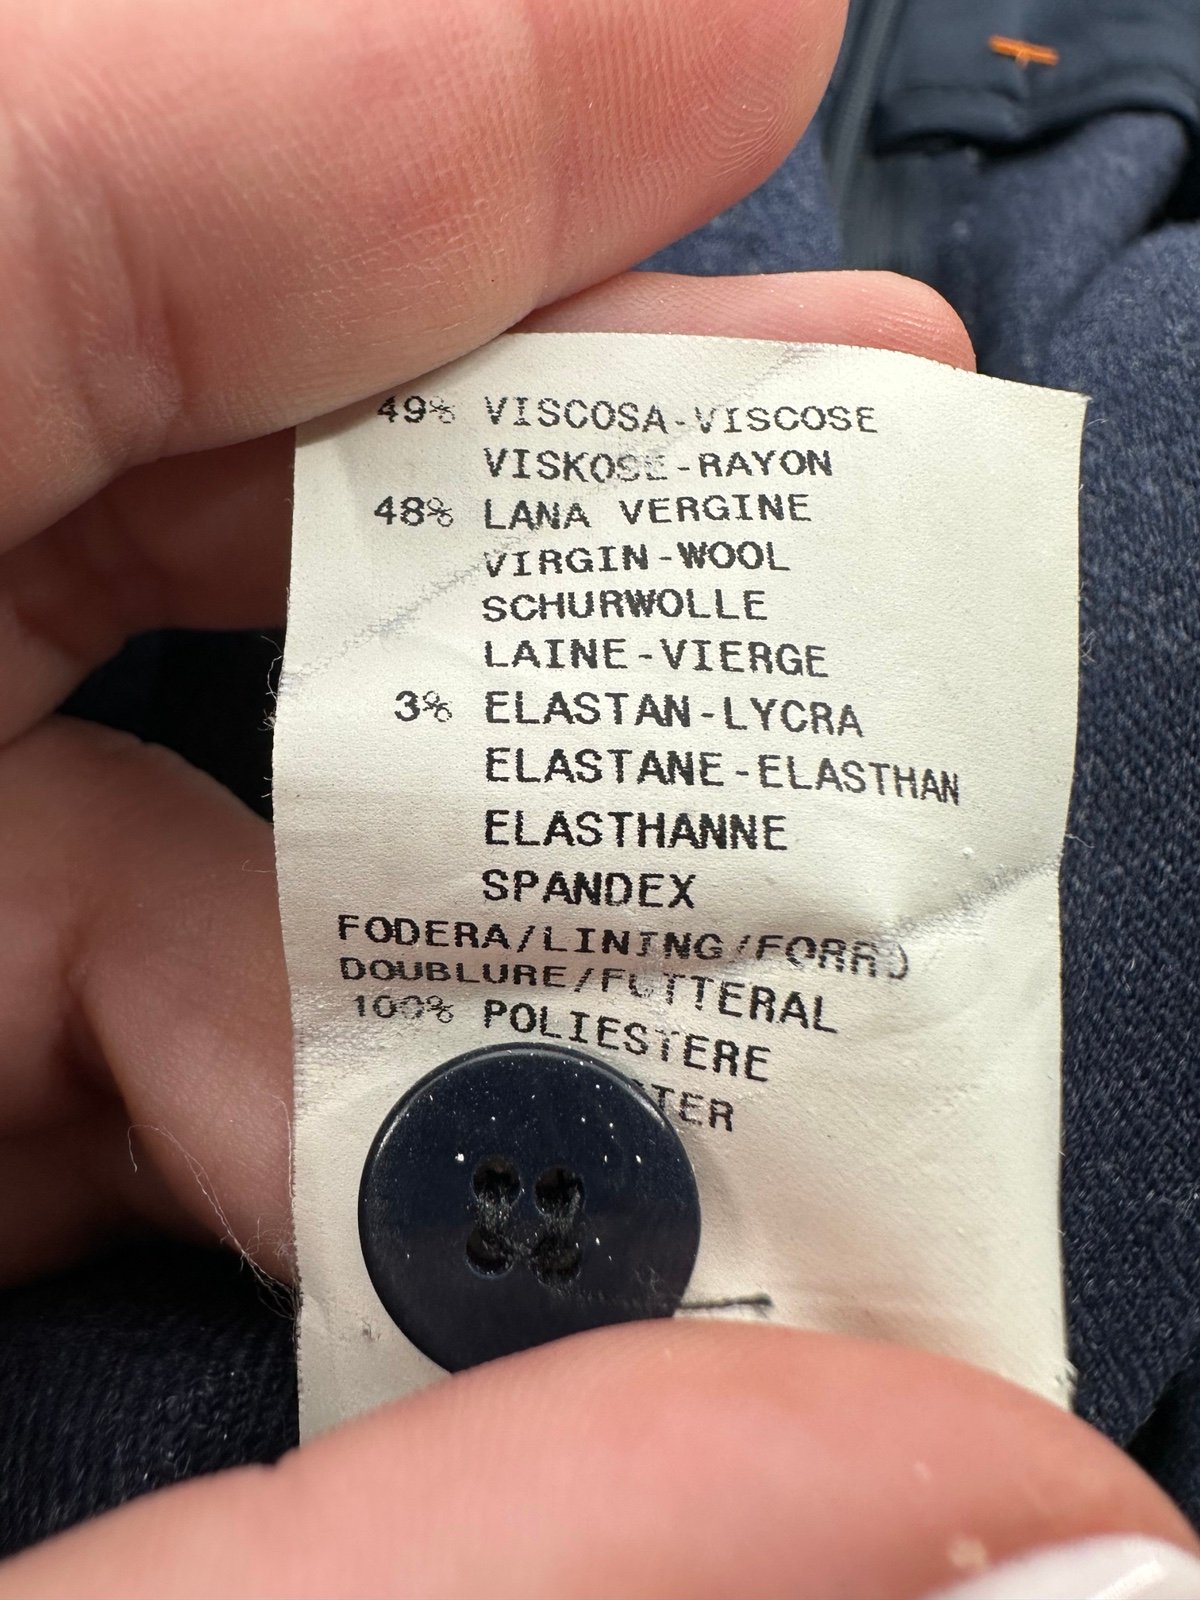 49% VISCOSA-VISCOSE
VISKOSE-RAYON
48% LANA VERGINE
VIRGIN-WOOL
SCHURWOLLE
LAINE-VIERGE
3% ELASTAN-LYCRA
ELASTANE-ELASTHAN
ELASTHANNE
SPANDEX
FODERA/LINING/FORRO
DOUBLURE/FUTTERAL
100% POLIESTERE